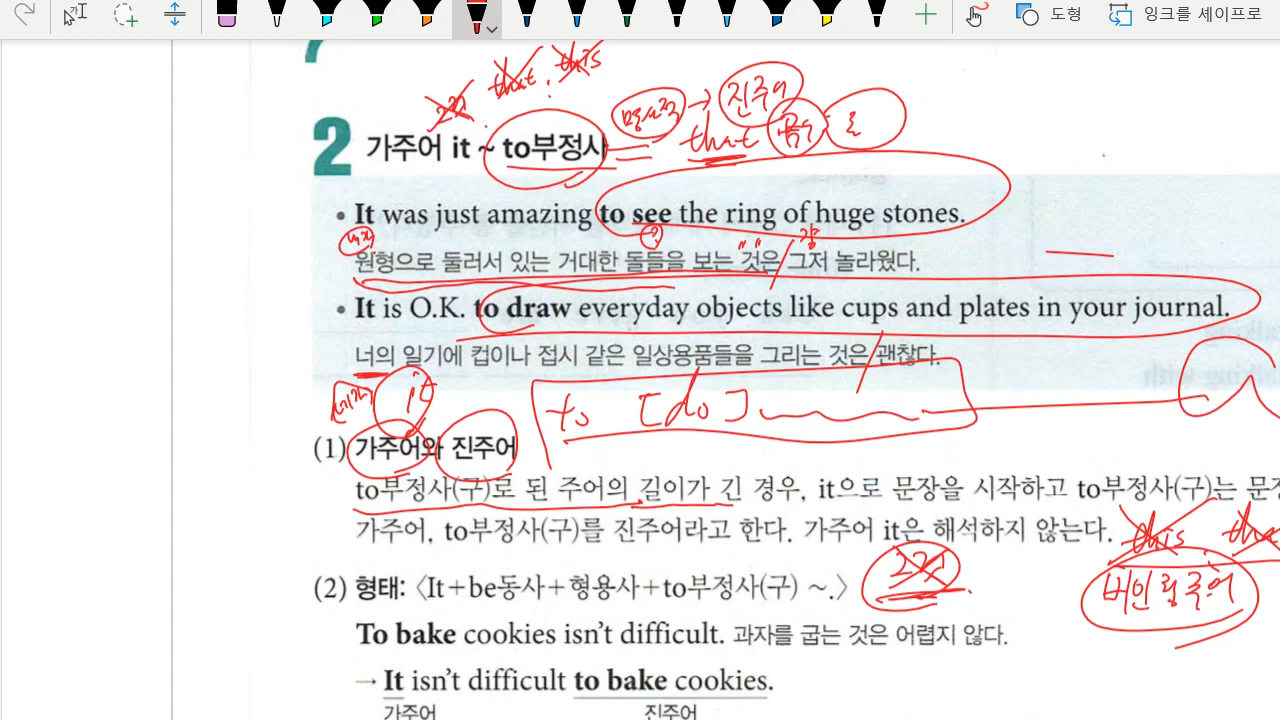 도형 잉크를 셰이프로
7
that this
명사적 → 진주어
that 목 로
2 가주어 it ~ to부정사
• It was just amazing to see the ring of huge stones.
원형으로 둘러서 있는 거대한 돌들을 보는 것은 그저 놀라웠다.
• It is O.K. to draw everyday objects like cups and plates in your journal.
너의 일기에 컵이나 접시 같은 일상용품들을 그리는 것은 괜찮다.
it to [do]
(1) 가주어와 진주어
to부정사(구)로 된 주어의 길이가 긴 경우, it으로 문장을 시작하고 to부정사(구)는 문장
가주어, to부정사(구)를 진주어라고 한다. 가주어 it은 해석하지 않는다.
this
(2) 형태: 〈It+be동사+형용사+to부정사(구) ~.〉
To bake cookies isn't difficult. 과자를 굽는 것은 어렵지 않다.
→ It isn't difficult to bake cookies.
가주어 진주어